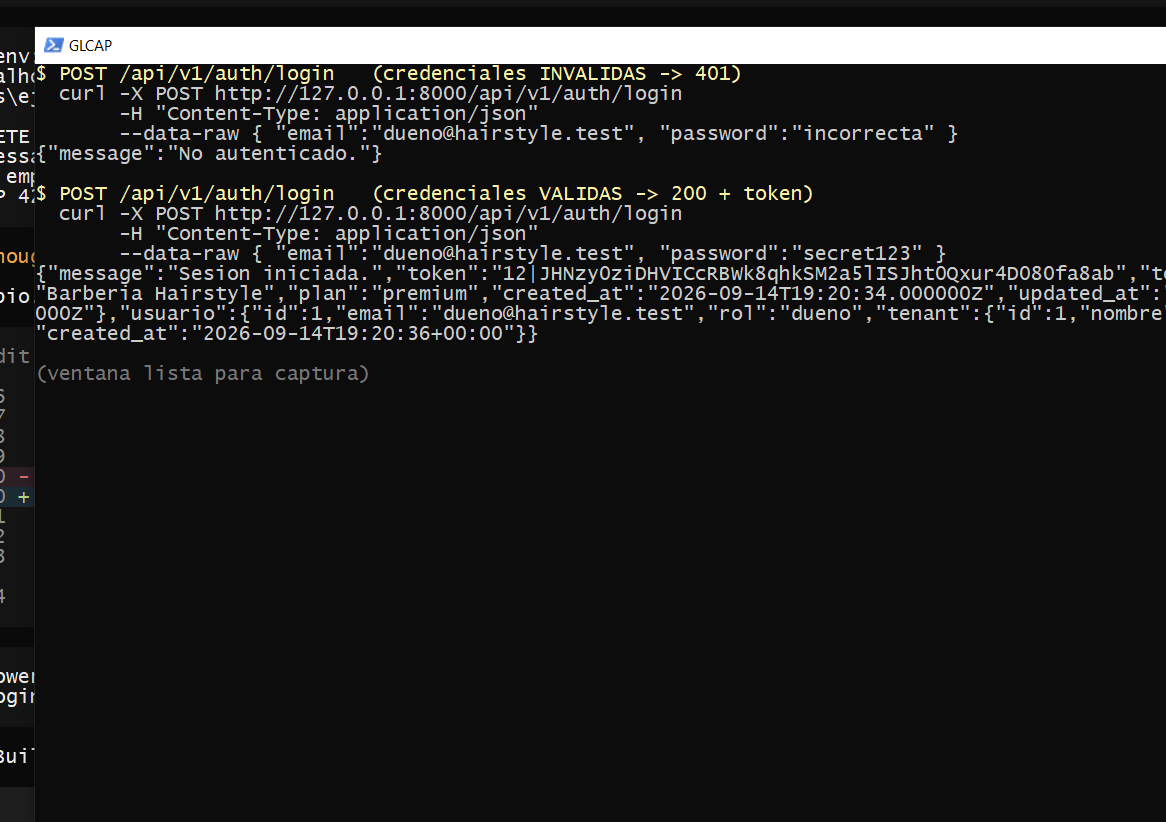 GLCAP
$ POST /api/v1/auth/login   (credenciales INVALIDAS -> 401)
curl -X POST http://127.0.0.1:8000/api/v1/auth/login
-H "Content-Type: application/json"
--data-raw { "email":"dueno@hairstyle.test", "password":"incorrecta" }
{"message":"No autenticado."}
$ POST /api/v1/auth/login   (credenciales VALIDAS -> 200 + token)
curl -X POST http://127.0.0.1:8000/api/v1/auth/login
-H "Content-Type: application/json"
--data-raw { "email":"dueno@hairstyle.test", "password":"secret123" }
{"message":"Sesion iniciada.","token":"12|JHNzyOziDHVICcRBWk8qhkSM2a5lISJhtOQxur4D080fa8ab","t
"Barberia Hairstyle","plan":"premium","created_at":"2026-09-14T19:20:34.000000Z","updated_at":
000Z"},"usuario":{"id":1,"email":"dueno@hairstyle.test","rol":"dueno","tenant":{"id":1,"nombre"
"created_at":"2026-09-14T19:20:36+00:00"}}
(ventana lista para captura)